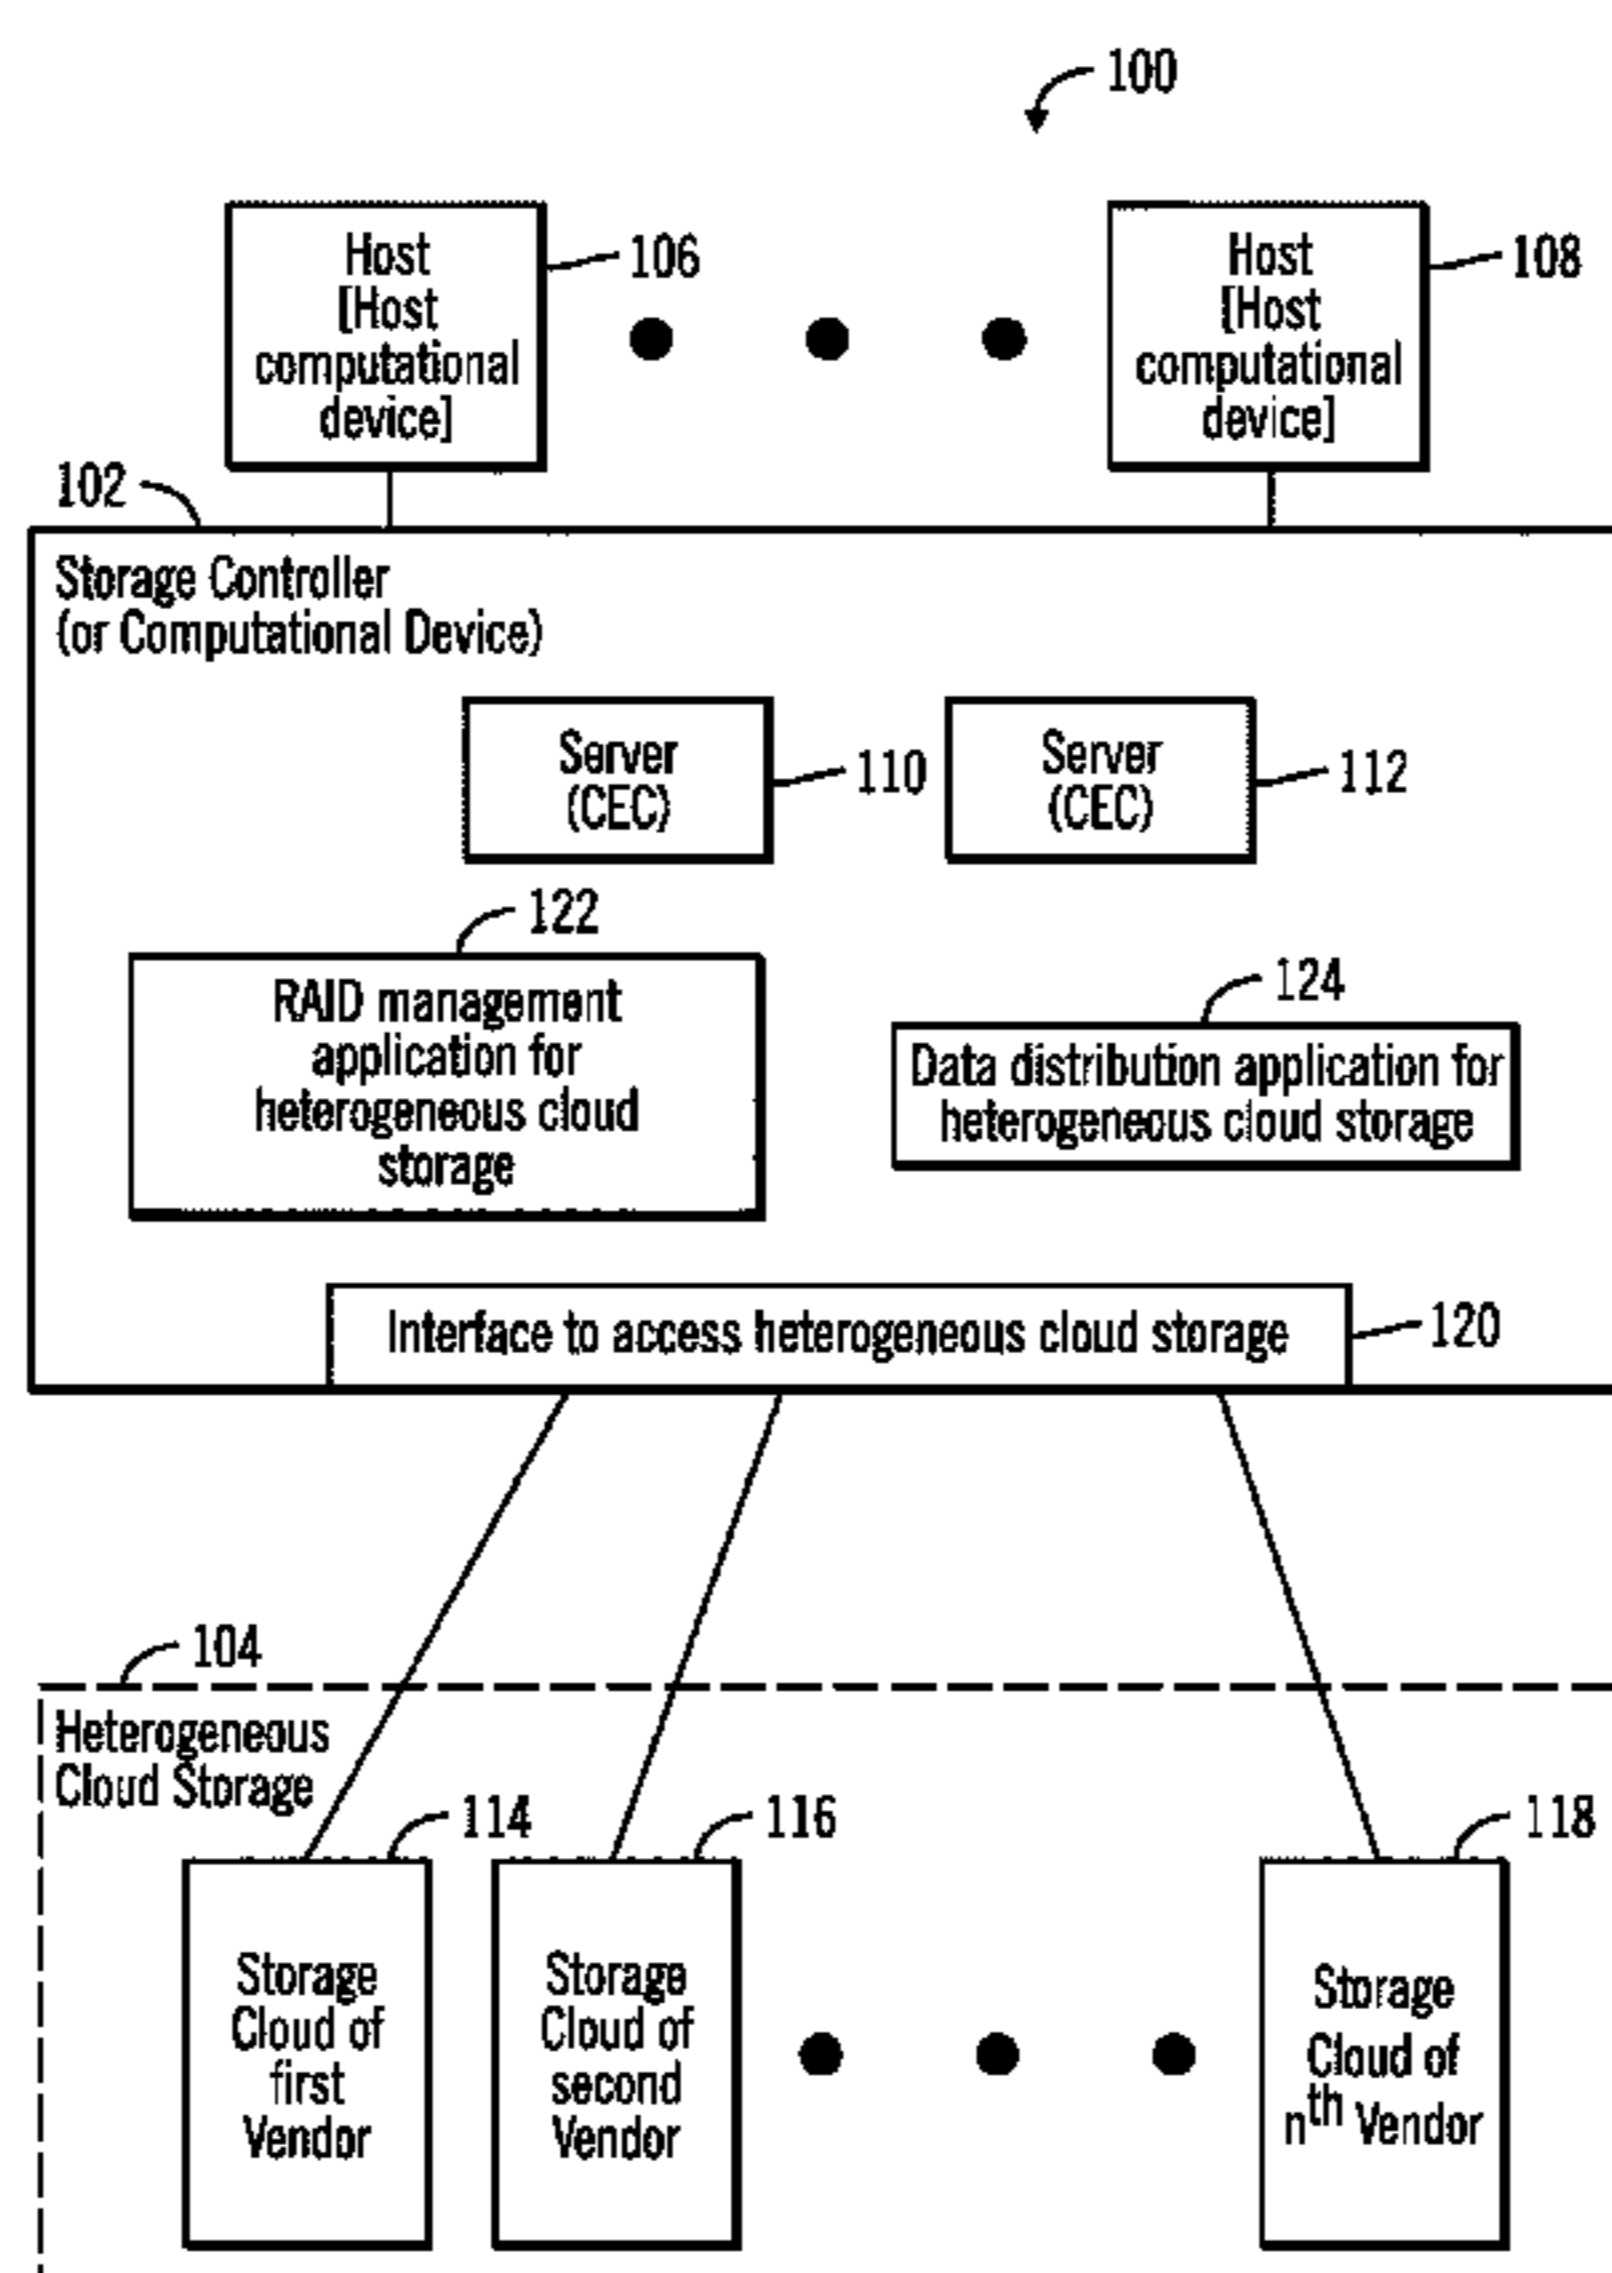 100
Host
[Host
computational
device]
106
Host
[Host
computational
device]
108
102
Storage Controller
(or Computational Device)
Server
(CEC)
110
Server
(CEC)
112
122
RAID management
application for
heterogeneous cloud
storage
124
Data distribution application for
heterogeneous cloud storage
Interface to access heterogeneous cloud storage
120
104
Heterogeneous
Cloud Storage
114
Storage
Cloud of
first
Vendor
116
Storage
Cloud of
second
Vendor
118
Storage
Cloud of
nth Vendor